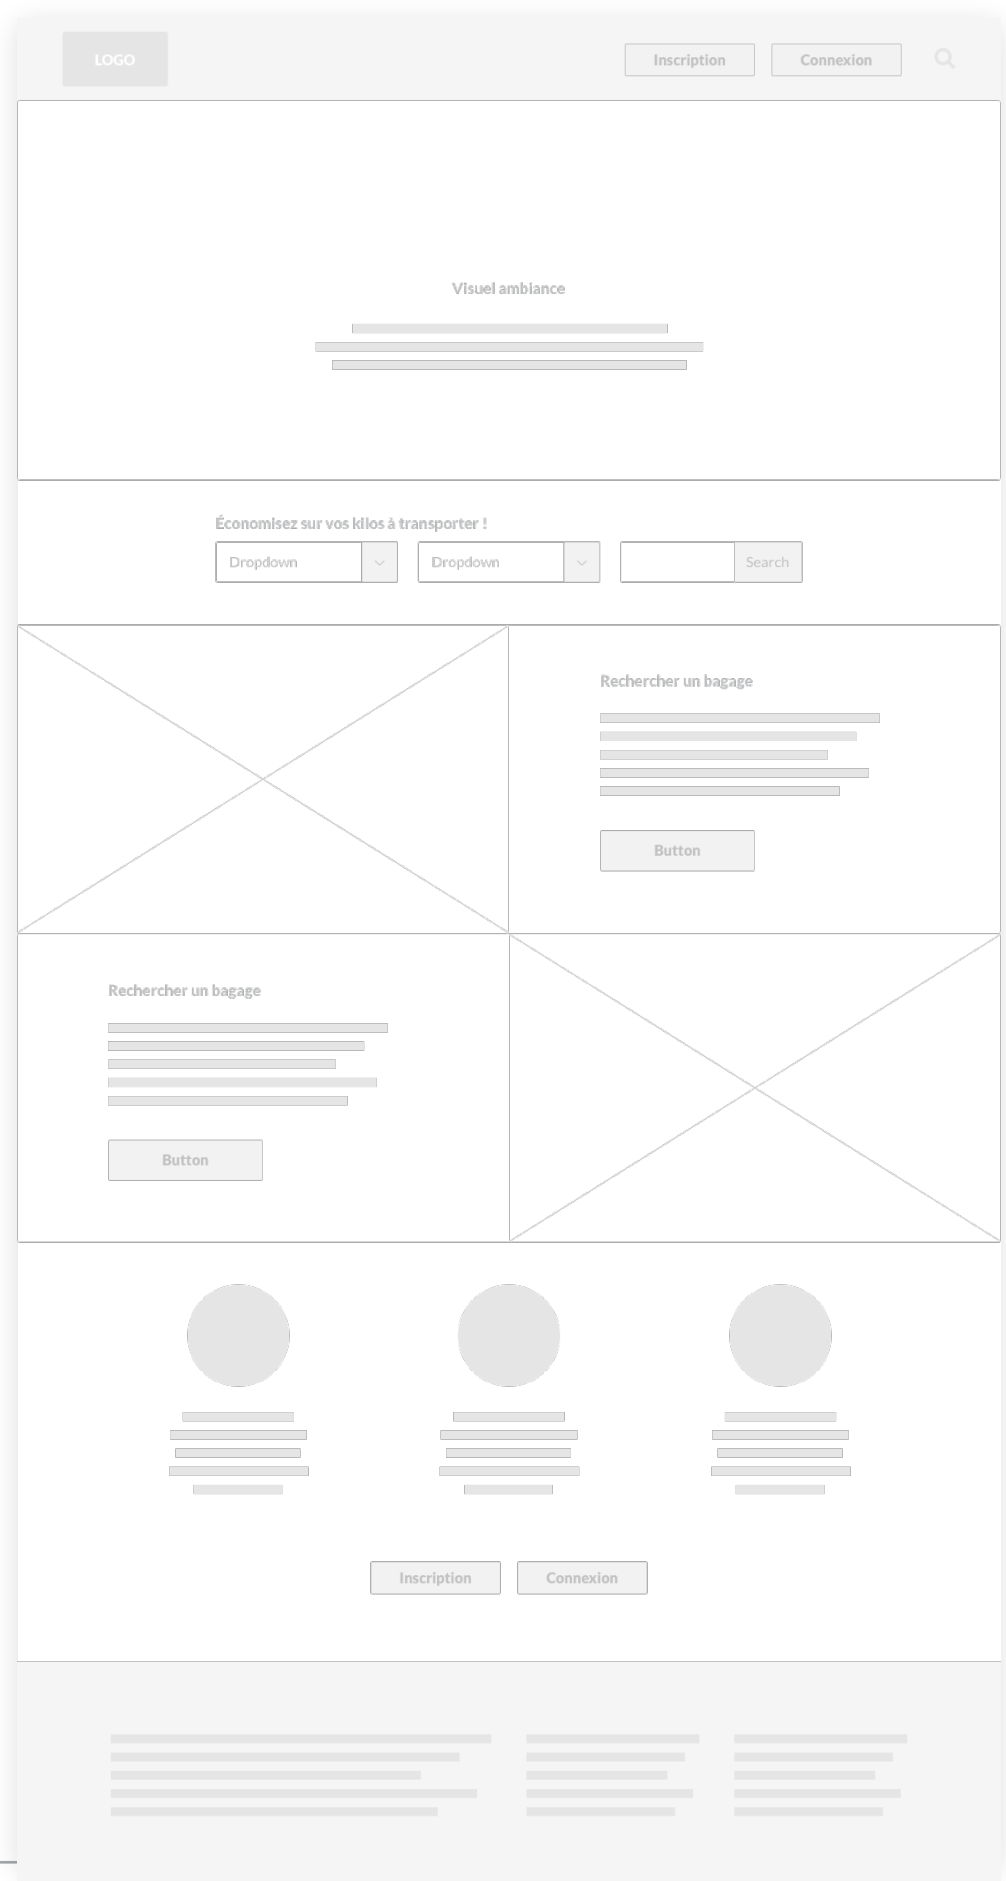 LOGO
Inscription
Connexion
Visuel ambiance
Économisez sur vos kilos à transporter !
Dropdown
Dropdown
Search
Rechercher un bagage
Button
Rechercher un bagage
Button
Inscription
Connexion